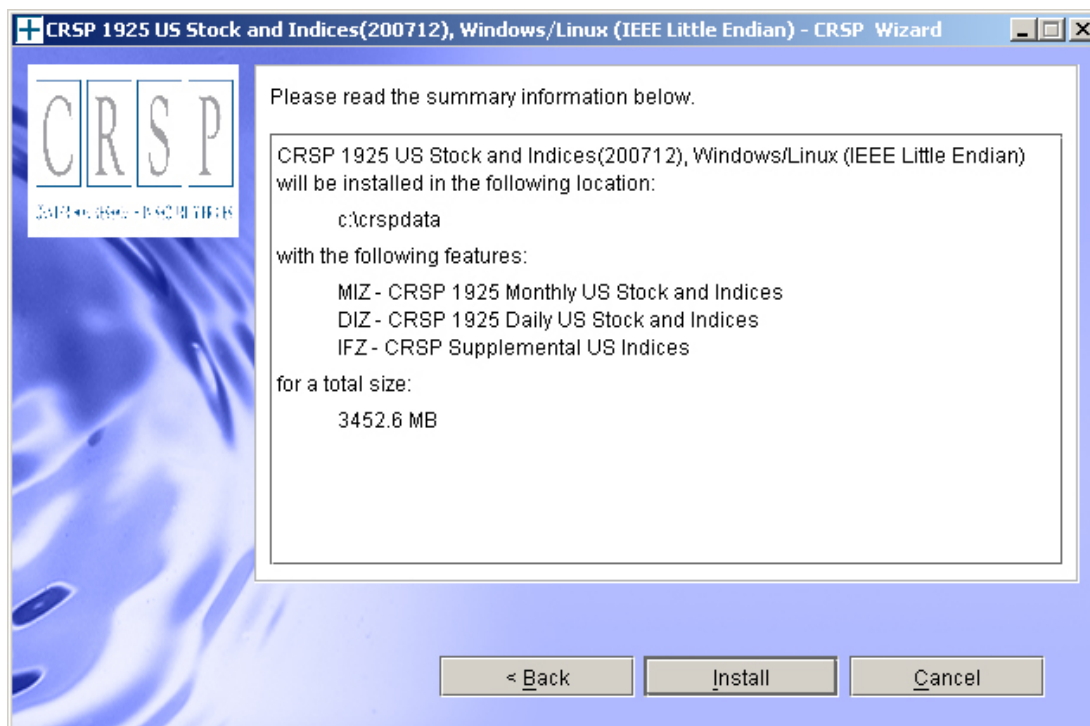 CRSP 1925 US Stock and Indices(200712), Windows/Linux (IEEE Little Endian) - CRSP Wizard
CRSP
Please read the summary information below.
CRSP 1925 US Stock and Indices(200712), Windows/Linux (IEEE Little Endian)
will be installed in the following location:
c:\crspdata
with the following features:
MIZ - CRSP 1925 Monthly US Stock and Indices
DIZ - CRSP 1925 Daily US Stock and Indices
IFZ - CRSP Supplemental US Indices
for a total size:
3452.6 MB
< Back
Install
Cancel